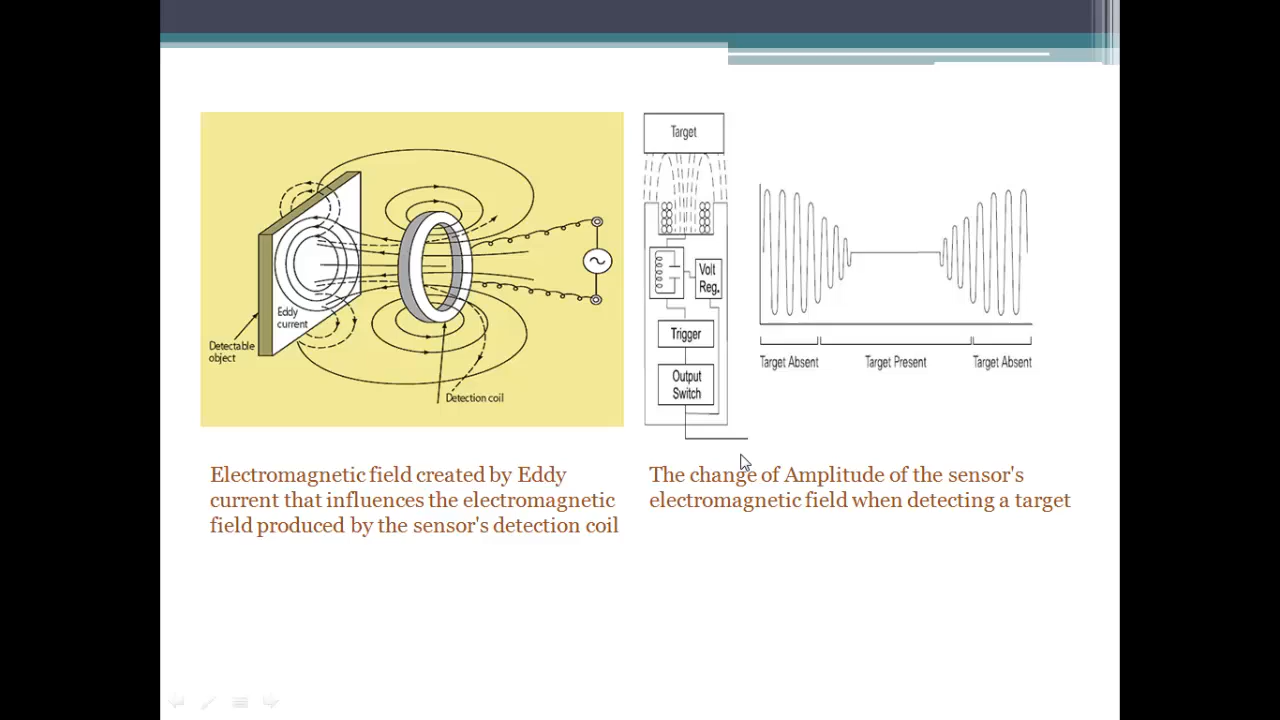 Eddy
current
Detectable
object
Detection coil
Target
Volt
Reg.
Trigger
Output
Switch
Target Absent
Target Present
Target Absent
Electromagnetic field created by Eddy
current that influences the electromagnetic
field produced by the sensor's detection coil
The change of Amplitude of the sensor's
electromagnetic field when detecting a target